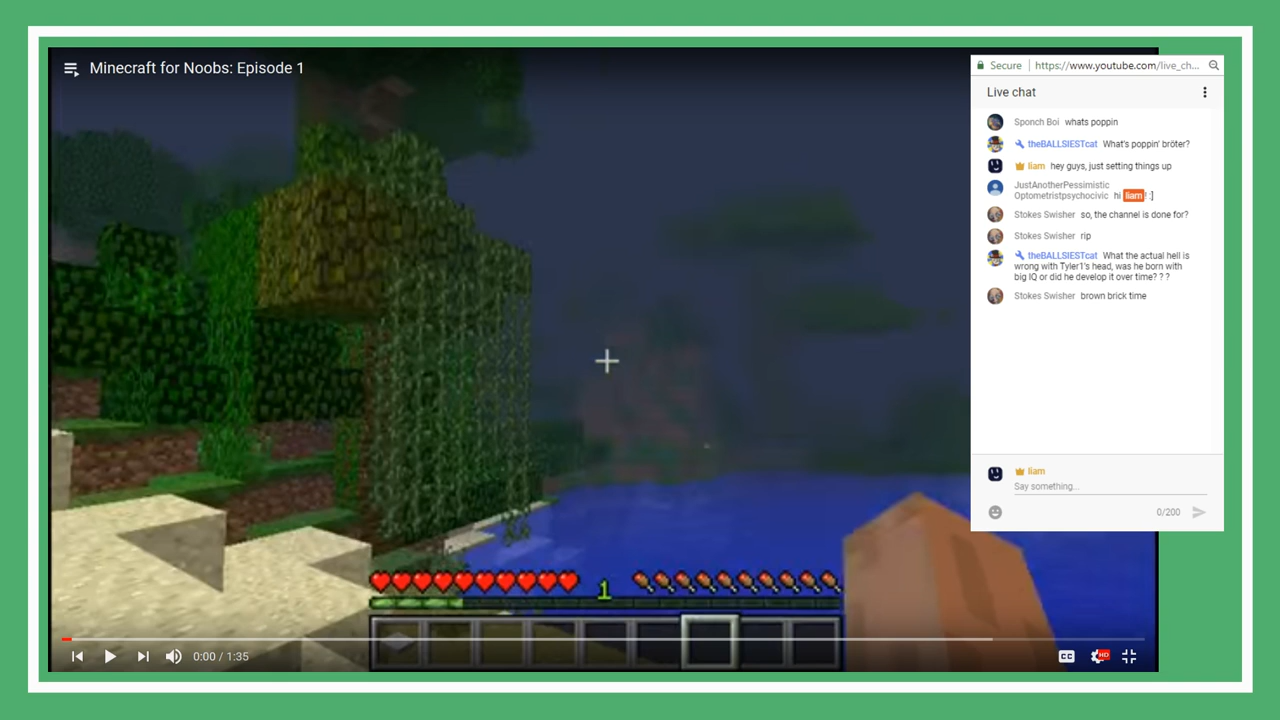 Minecraft for Noobs: Episode 1
Secure https://www.youtube.com/live_ch...
Live chat
Sponch Boi whats poppin
theBALLSIESTcat What's poppin' bröter?
liam hey guys, just setting things up
JustAnotherPessimistic
Optometristpsychocivic hi liam :]
Stokes Swisher so, the channel is done for?
Stokes Swisher rip
theBALLSIESTcat What the actual hell is
wrong with Tyler1's head, was he born with
big IQ or did he develop it over time? ? ?
Stokes Swisher brown brick time
liam
Say something...
0/200
1
0:00 / 1:35
CC
HD